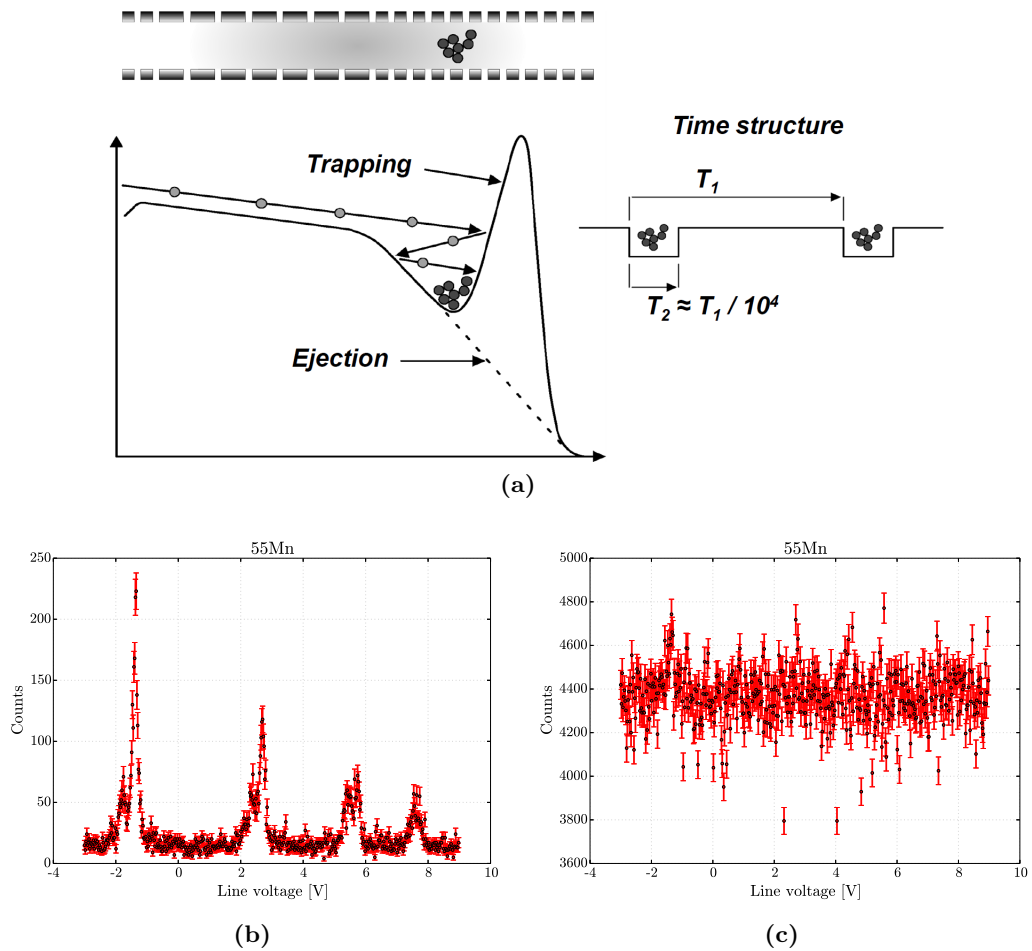 Trapping
Ejection
Time structure
T1
T2 ≈ T1 / 10^4
(a)
55Mn
250
200
150
100
50
0
-4
-2
0
2
4
6
8
10
Counts
Line voltage [V]
(b)
55Mn
5000
4800
4600
4400
4200
4000
3800
3600
-4
-2
0
2
4
6
8
10
Counts
Line voltage [V]
(c)